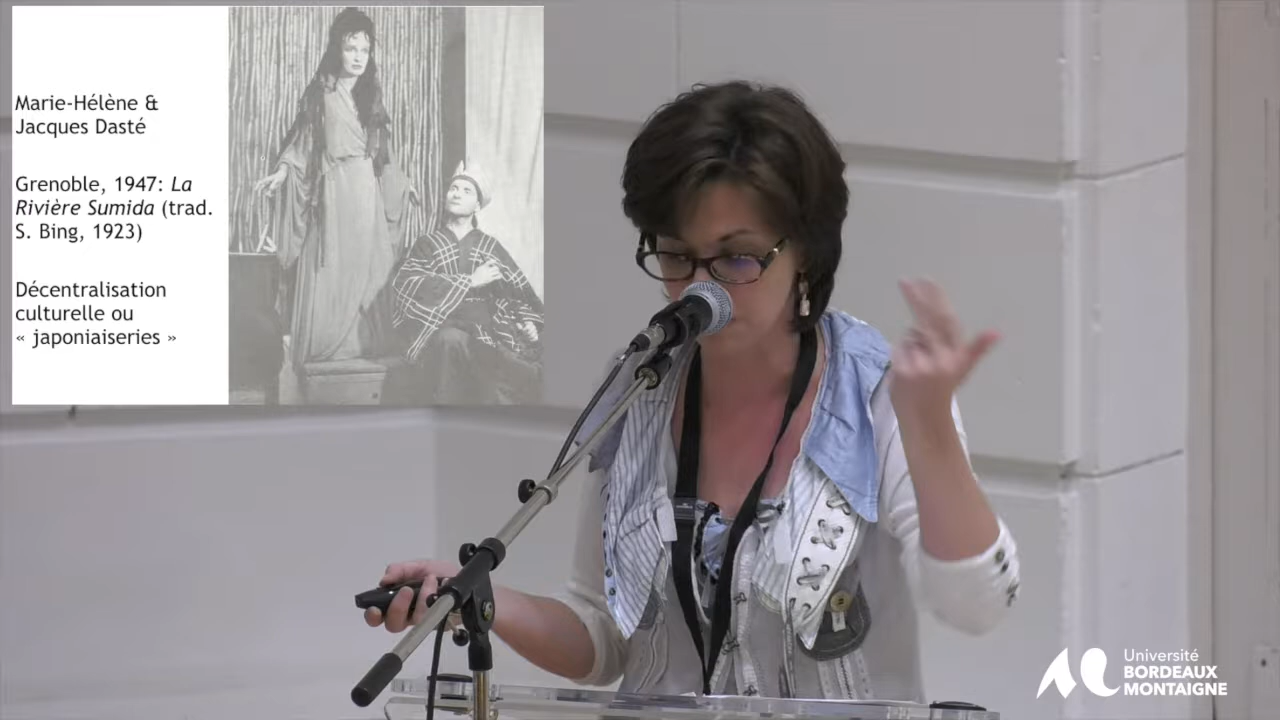 Marie-Hélène &
Jacques Dasté
Grenoble, 1947: La
Rivière Sumida (trad.
S. Bing, 1923)
Décentralisation
culturelle ou
« japoniaiseries »
Université
BORDEAUX
MONTAIGNE